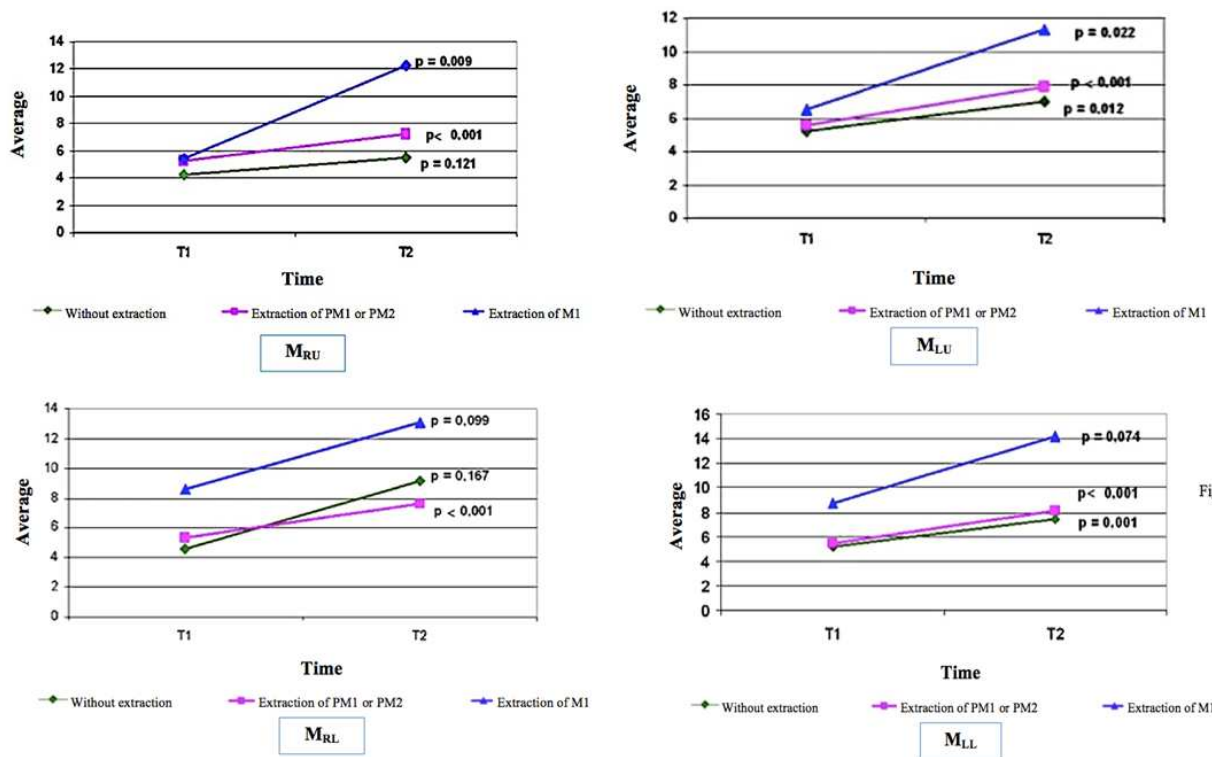 14
12
10
8
6
4
2
0
Average
p = 0,009
p< 0,001
p = 0,121
T1
T2
Time
Without extraction
Extraction of PM1 or PM2
Extraction of M1
MRU
12
10
8
6
4
2
0
Average
p = 0,022
p < 0,001
p = 0,012
T1
T2
Time
Without extraction
Extraction of PM1 or PM2
Extraction of M1
MLU
14
12
10
8
6
4
2
0
Average
p = 0,099
p = 0,167
p < 0,001
T1
T2
Time
Without extraction
Extraction of PM1 or PM2
Extraction of M1
MRL
16
14
12
10
8
6
4
2
0
Average
p = 0,074
p< 0,001
p = 0,001
T1
T2
Time
Without extraction
Extraction of PM1 or PM2
Extraction of M1
MLL
Fi